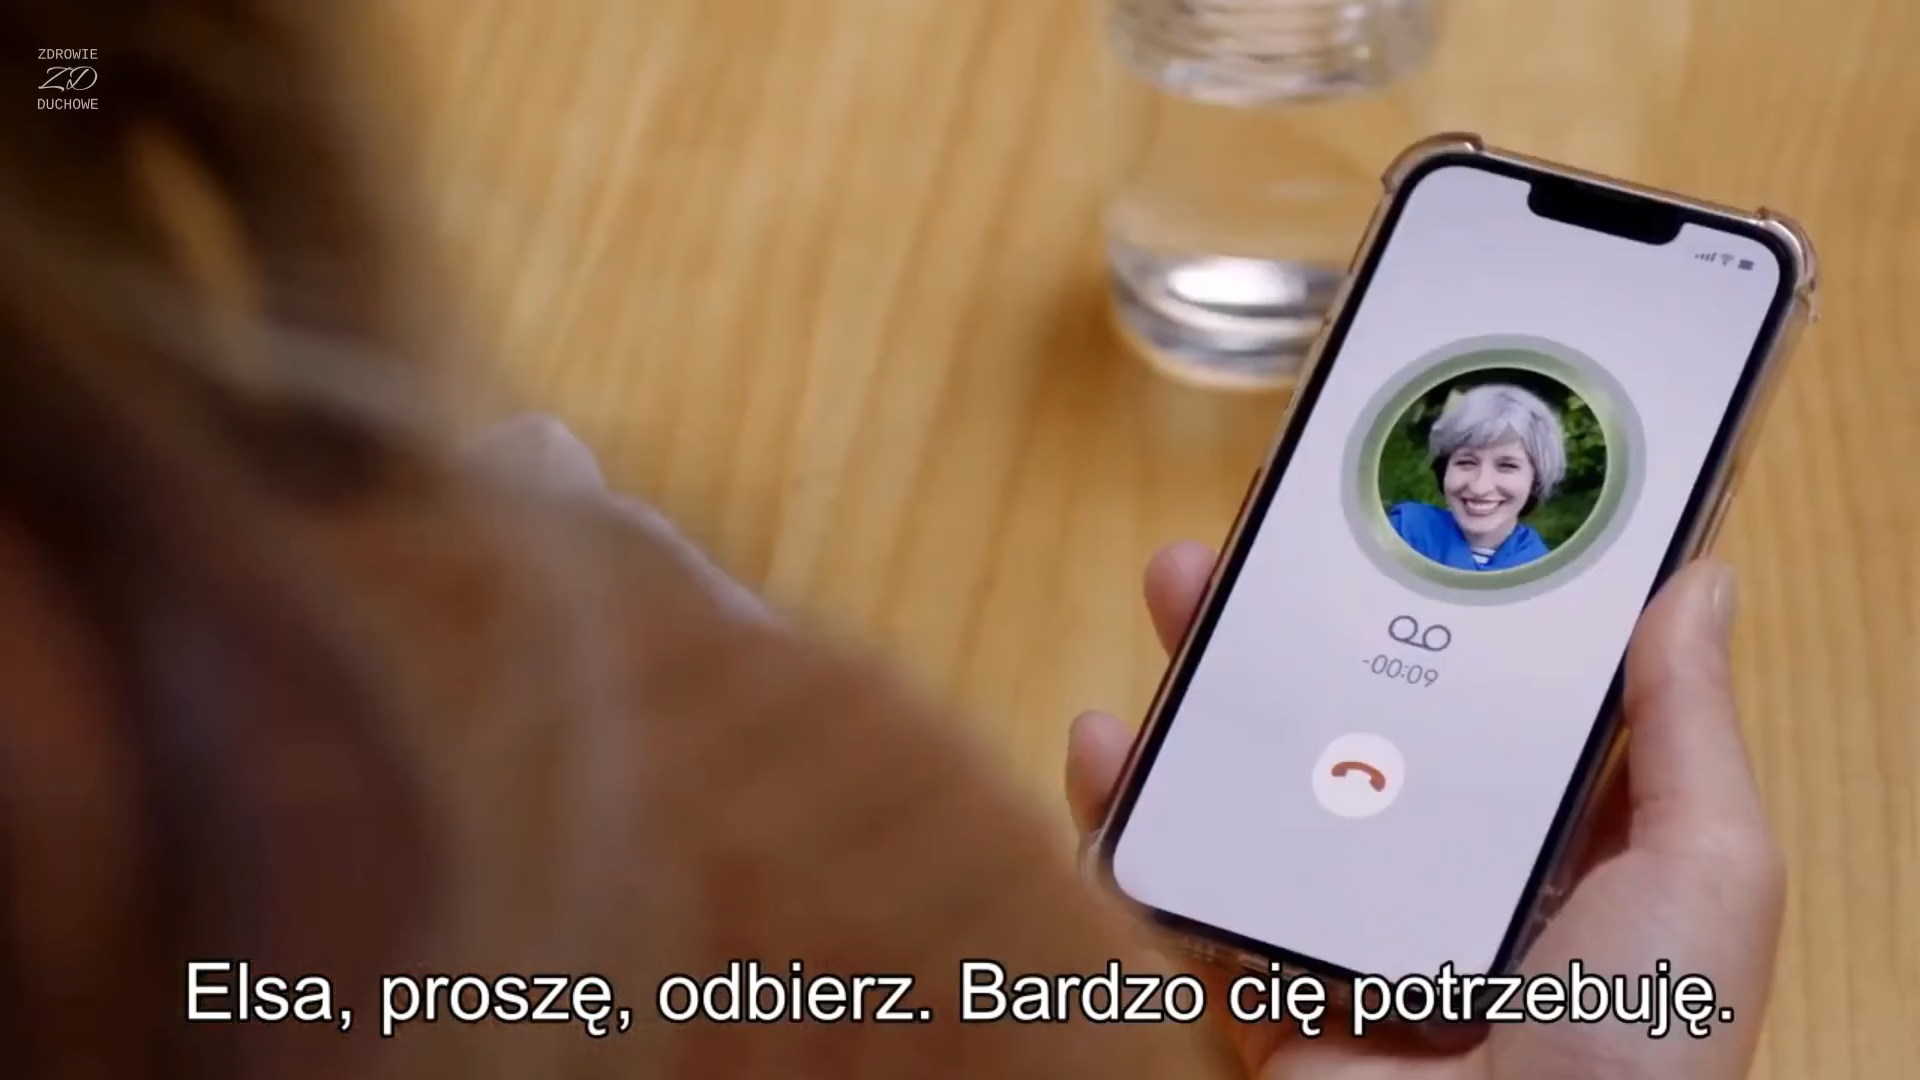 ZDROWIE
ZD
DUCHOWE
-00:09
Elsa, proszę, odbierz. Bardzo cię potrzebuję.